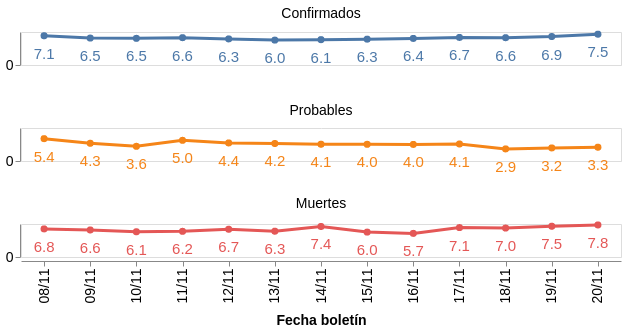 Confirmados
0
7.1 6.5 6.5 6.6 6.3 6.0 6.1 6.3 6.4 6.7 6.6 6.9 7.5
Probables
0
5.4 4.3 3.6 5.0 4.4 4.2 4.1 4.0 4.0 4.1 2.9 3.2 3.3
Muertes
0
6.8 6.6 6.1 6.2 6.7 6.3 7.4 6.0 5.7 7.1 7.0 7.5 7.8
08/11 09/11 10/11 11/11 12/11 13/11 14/11 15/11 16/11 17/11 18/11 19/11 20/11
Fecha boletín